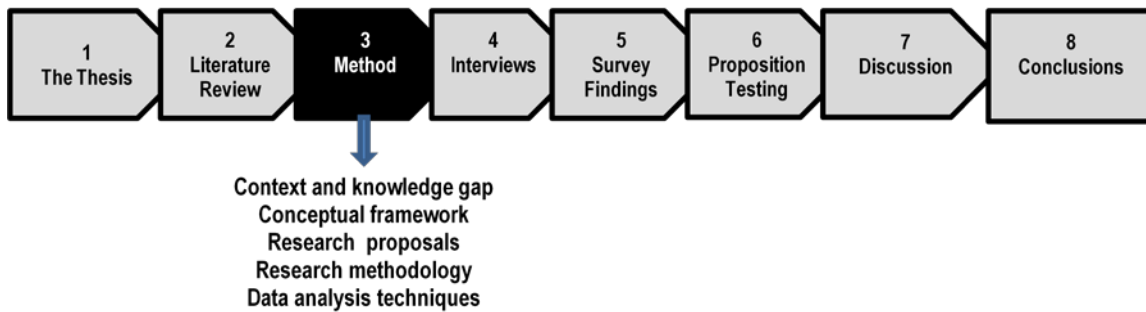 1
The Thesis
2
Literature
Review
3
Method
4
Interviews
5
Survey
Findings
6
Proposition
Testing
7
Discussion
8
Conclusions
Context and knowledge gap
Conceptual framework
Research proposals
Research methodology
Data analysis techniques